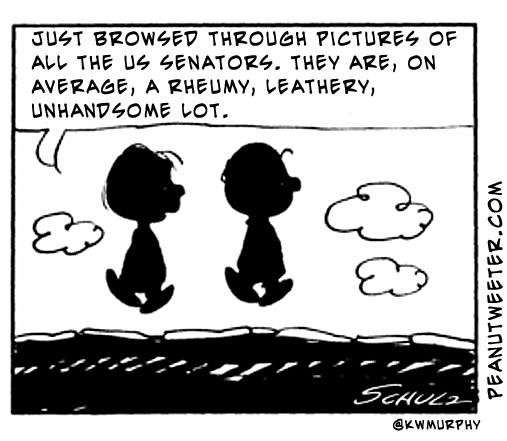 JUST BROWSED THROUGH PICTURES OF
ALL THE US SENATORS. THEY ARE, ON
AVERAGE, A RHEUMY, LEATHERY,
UNHANDSOME LOT.
SCHULZ
@KWMURPHY
PEANUTWEETER.COM